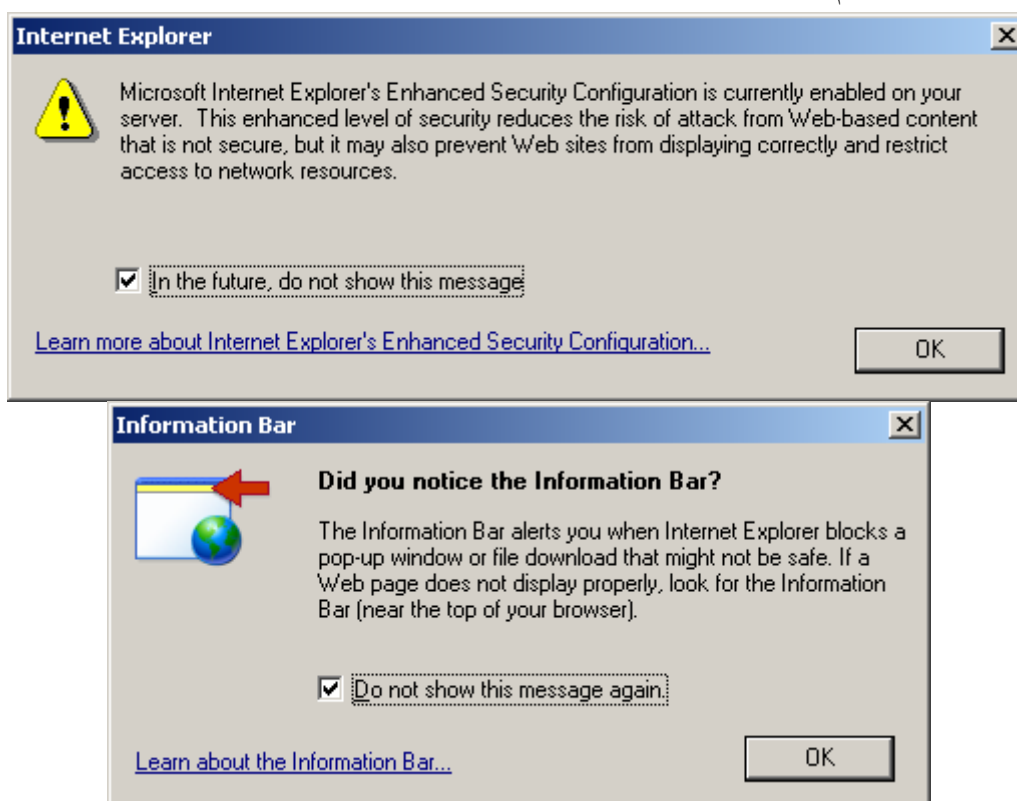 Internet Explorer
Microsoft Internet Explorer's Enhanced Security Configuration is currently enabled on your
server.  This enhanced level of security reduces the risk of attack from Web-based content
that is not secure, but it may also prevent Web sites from displaying correctly and restrict
access to network resources.
In the future, do not show this message
Learn more about Internet Explorer's Enhanced Security Configuration...
OK
Information Bar
Did you notice the Information Bar?
The Information Bar alerts you when Internet Explorer blocks a
pop-up window or file download that might not be safe. If a
Web page does not display properly, look for the Information
Bar (near the top of your browser).
Do not show this message again.
Learn about the Information Bar...
OK